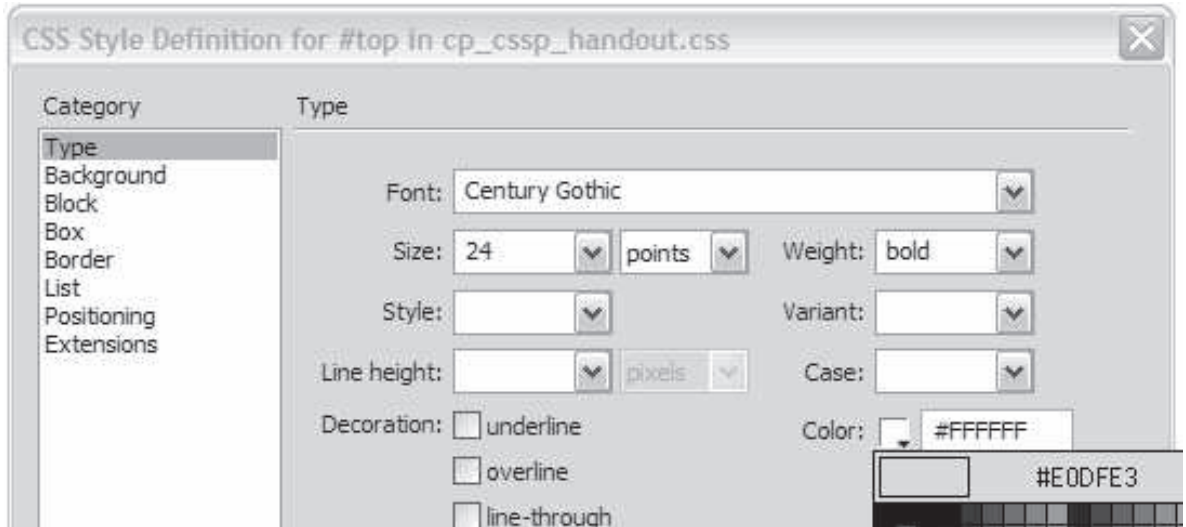 CSS Style Definition for #top in cp_cssp_handout.css
Category
Type
Type
Background
Block
Box
Border
List
Positioning
Extensions
Font: Century Gothic
Size: 24 points Weight: bold
Style: Variant:
Line height: pixels Case:
Decoration: underline Color: #FFFFFF
overline #E0DFE3
line-through